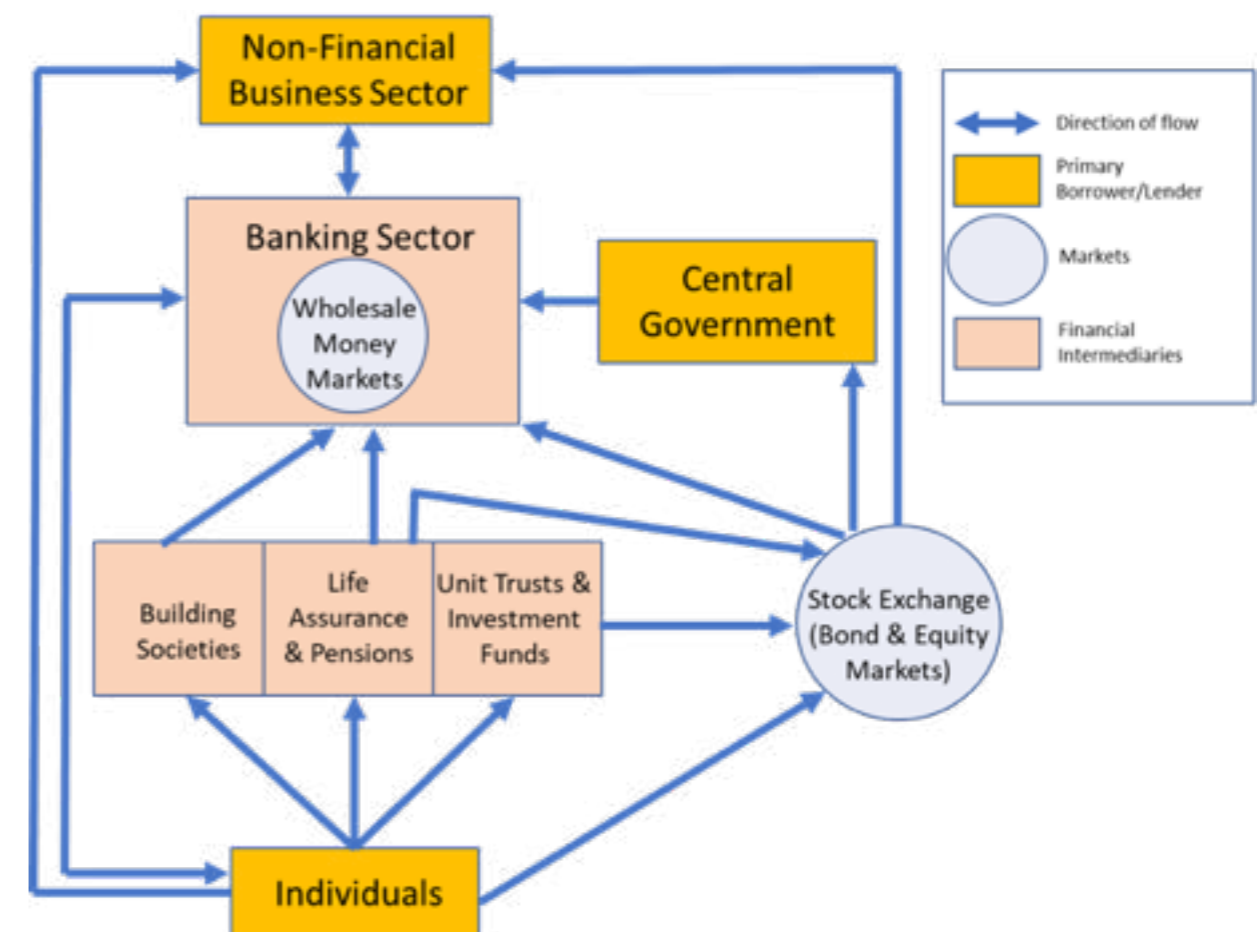 Non-Financial
Business Sector
Direction of flow
Primary
Borrower/Lender
Markets
Financial
Intermediaries
Banking Sector
Wholesale
Money
Markets
Central
Government
Building
Societies
Life
Assurance
& Pensions
Unit Trusts &
Investment
Funds
Stock Exchange
(Bond & Equity
Markets)
Individuals